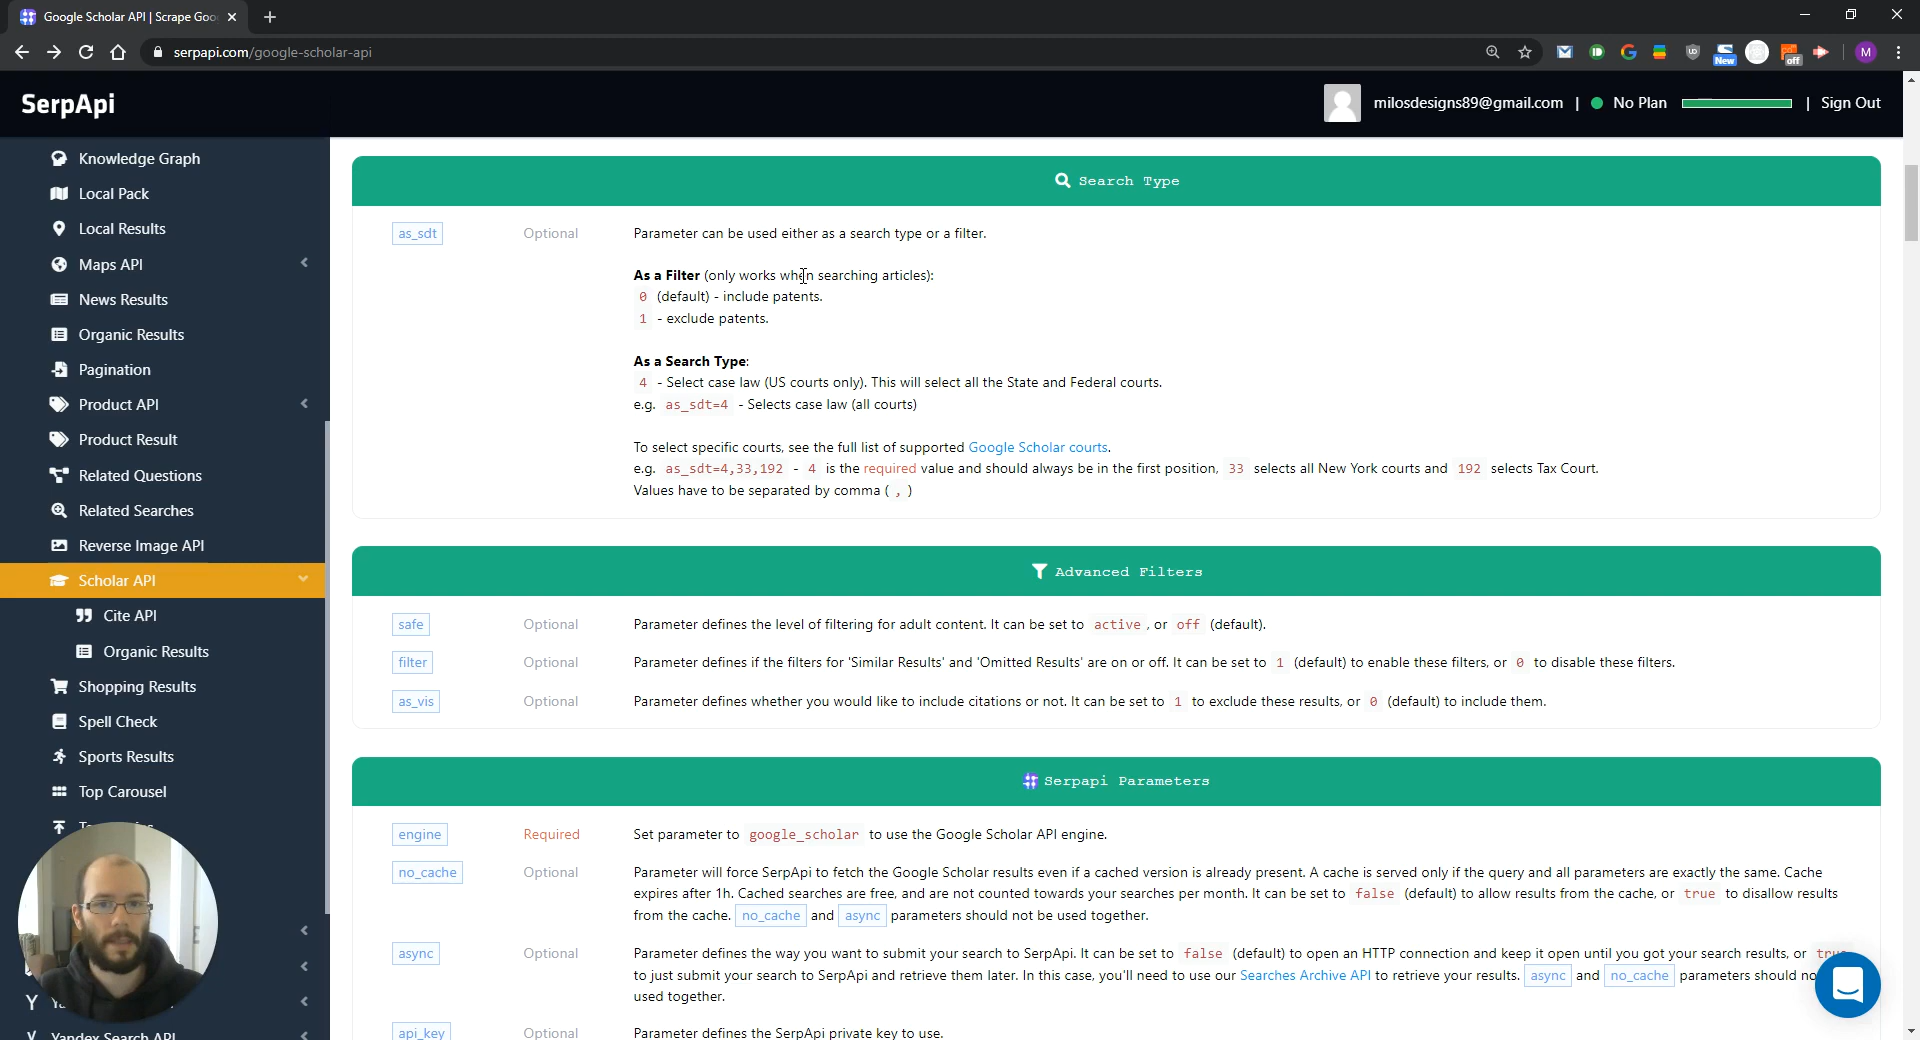 Google Scholar API | Scrape Goo
serpapi.com/google-scholar-api
New
off
M
SerpApi
milosdesigns89@gmail.com | No Plan | Sign Out
Knowledge Graph
Local Pack
Local Results
Maps API
News Results
Organic Results
Pagination
Product API
Product Result
Related Questions
Related Searches
Reverse Image API
Scholar API
Cite API
Organic Results
Shopping Results
Spell Check
Sports Results
Top Carousel
Yandex Search API
Search Type
as_sdt Optional Parameter can be used either as a search type or a filter.
As a Filter (only works when searching articles):
0 (default) - include patents.
1 - exclude patents.
As a Search Type:
4 - Select case law (US courts only). This will select all the State and Federal courts.
e.g. as_sdt=4 - Selects case law (all courts)
To select specific courts, see the full list of supported Google Scholar courts.
e.g. as_sdt=4,33,192 - 4 is the required value and should always be in the first position, 33 selects all New York courts and 192 selects Tax Court.
Values have to be separated by comma ( , )
Advanced Filters
safe Optional Parameter defines the level of filtering for adult content. It can be set to active , or off (default).
filter Optional Parameter defines if the filters for 'Similar Results' and 'Omitted Results' are on or off. It can be set to 1 (default) to enable these filters, or 0 to disable these filters.
as_vis Optional Parameter defines whether you would like to include citations or not. It can be set to 1 to exclude these results, or 0 (default) to include them.
Serpapi Parameters
engine Required Set parameter to google_scholar to use the Google Scholar API engine.
no_cache Optional Parameter will force SerpApi to fetch the Google Scholar results even if a cached version is already present. A cache is served only if the query and all parameters are exactly the same. Cache
expires after 1h. Cached searches are free, and are not counted towards your searches per month. It can be set to false (default) to allow results from the cache, or true to disallow results
from the cache. no_cache and async parameters should not be used together.
async Optional Parameter defines the way you want to submit your search to SerpApi. It can be set to false (default) to open an HTTP connection and keep it open until you got your search results, or true
to just submit your search to SerpApi and retrieve them later. In this case, you'll need to use our Searches Archive API to retrieve your results. async and no_cache parameters should
used together.
api_key Optional Parameter defines the SerpApi private key to use.